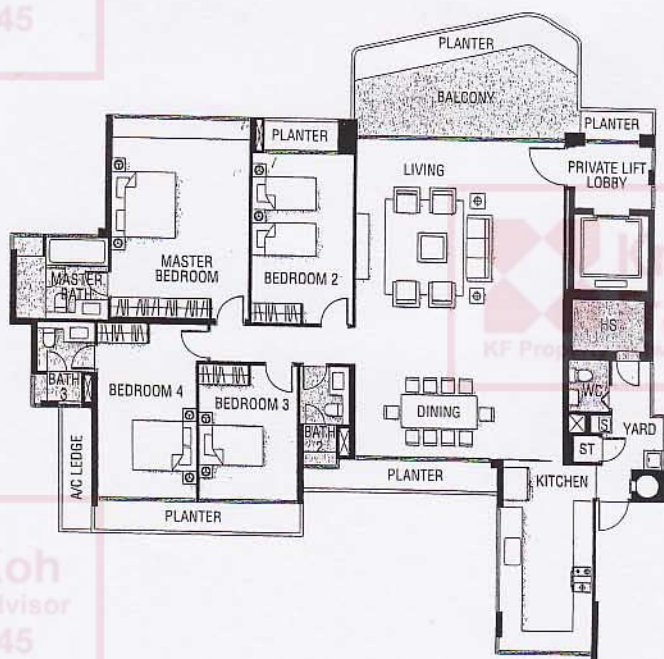 45
PLANTER
BALCONY
PLANTER
PLANTER
LIVING
PRIVATE LIFT
LOBBY
MASTER
BEDROOM
BEDROOM 2
MASTER
BATH
HS
KF
WC
BATH
3
BEDROOM 4
BEDROOM 3
BATH
2
DINING
S
YARD
ST
A/C LEDGE
PLANTER
KITCHEN
PLANTER
oh
dvisor
45